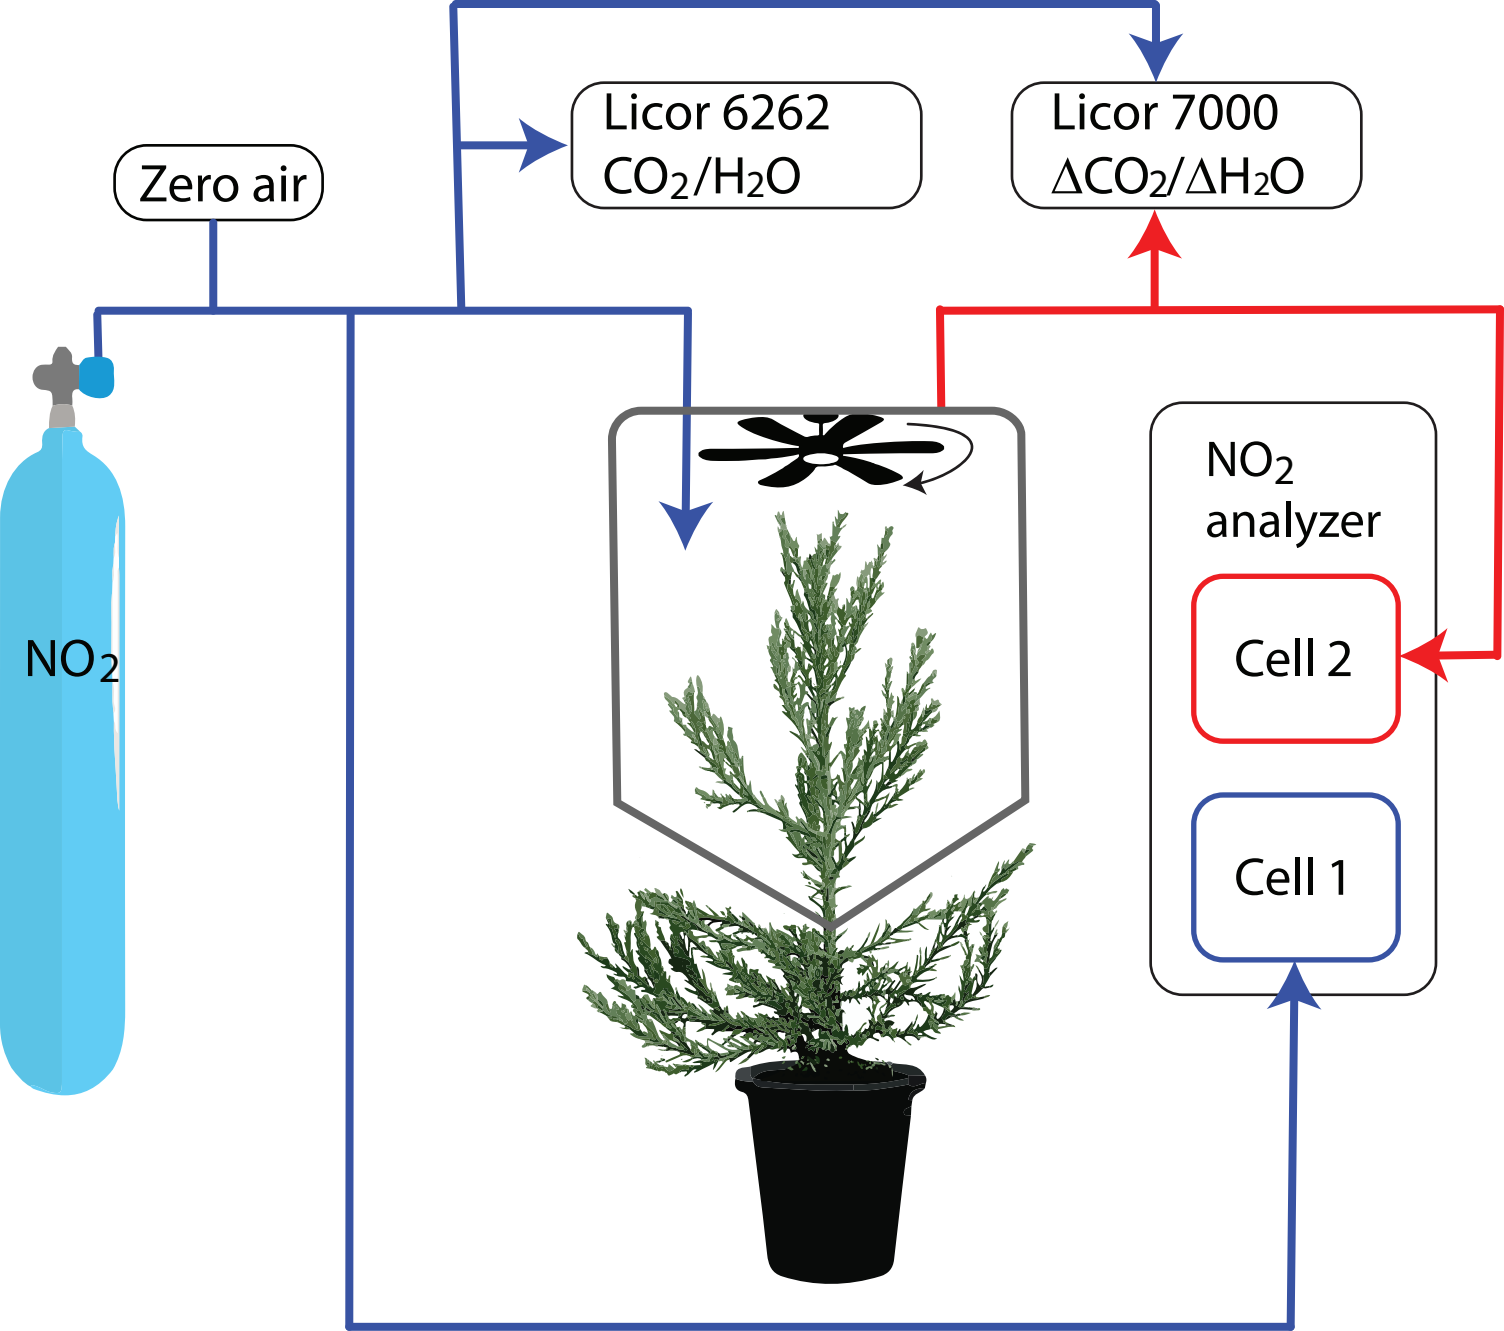 Licor 6262
CO₂/H₂O
Licor 7000
ΔCO₂/ΔH₂O
Zero air
NO₂
analyzer
NO₂
Cell 2
Cell 1